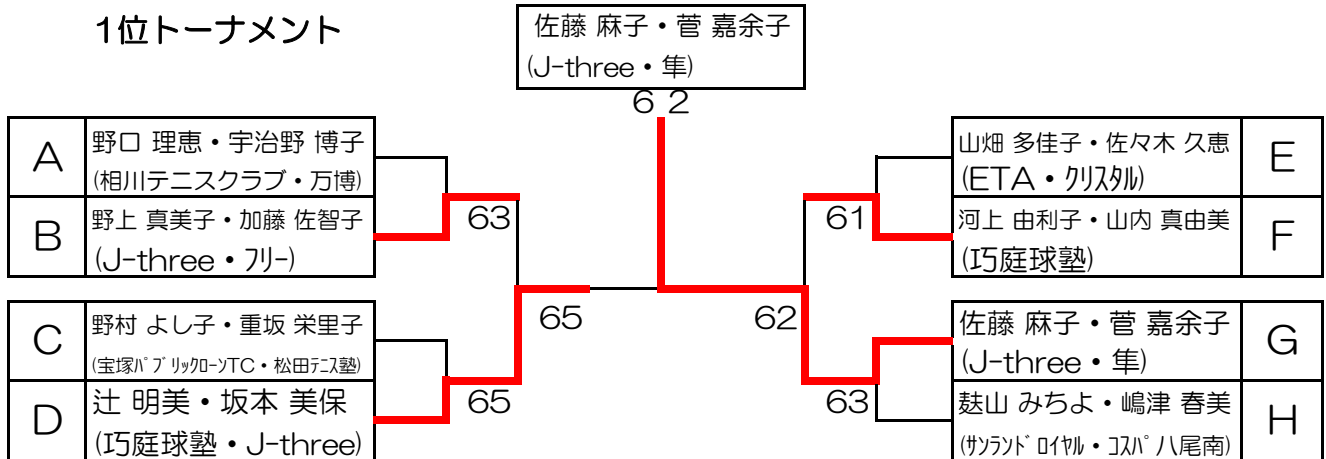 1位トーナメント
佐藤 麻子・菅 嘉余子
(J-three・隼)
6 2
A
野口 理恵・宇治野 博子
(相川テニスクラブ・万博)
B
野上 真美子・加藤 佐智子
(J-three・ﾌﾘｰ)
63
C
野村 よし子・重坂 栄里子
(宝塚ﾊﾟﾌﾞﾘｯｸﾛｰﾝTC・松田ﾃﾆｽ塾)
D
辻 明美・坂本 美保
(巧庭球塾・J-three)
65
65
62
山畑 多佳子・佐々木 久恵
(ETA・ｸﾘｽﾀﾙ)
E
61
河上 由利子・山内 真由美
(巧庭球塾)
F
佐藤 麻子・菅 嘉余子
(J-three・隼)
G
63
麸山 みちよ・嶋津 春美
(ｻﾝﾗﾝﾄﾞﾛｲﾔﾙ・ｺｽﾊﾟ八尾南)
H